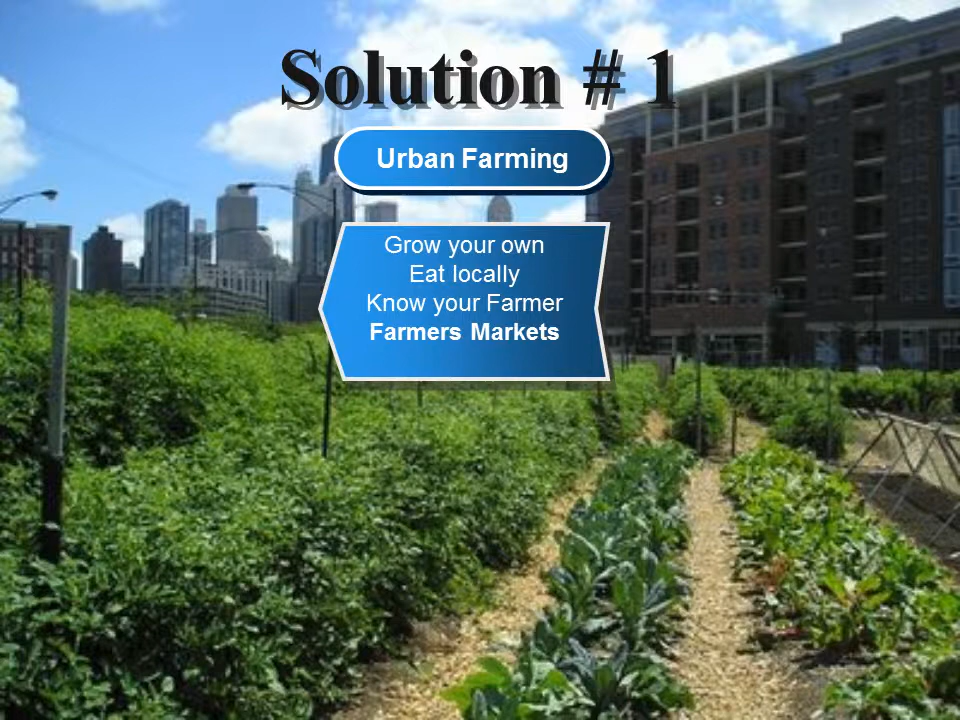 Solution # 1
Urban Farming
Grow your own
Eat locally
Know your Farmer
Farmers Markets